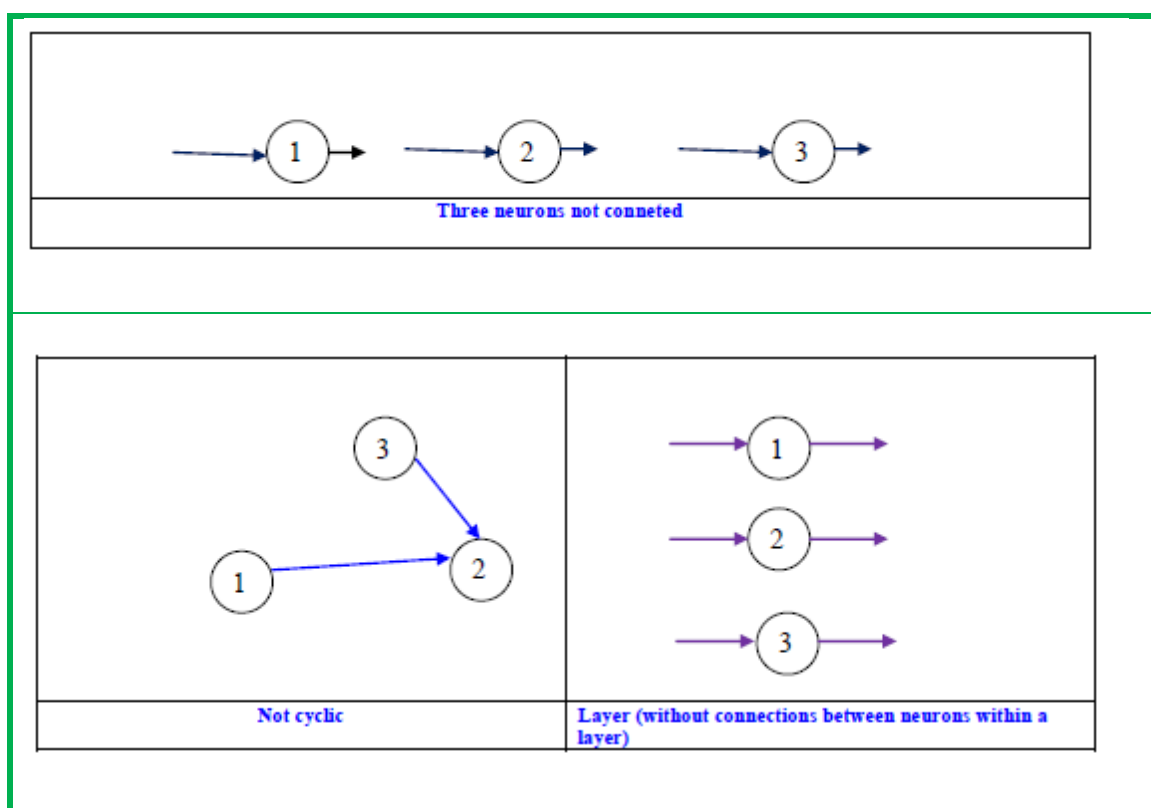 1 2 3
Three neurons not conneted
3
1
2
Not cyclic
1
2
3
Layer (without connections between neurons within a
layer)